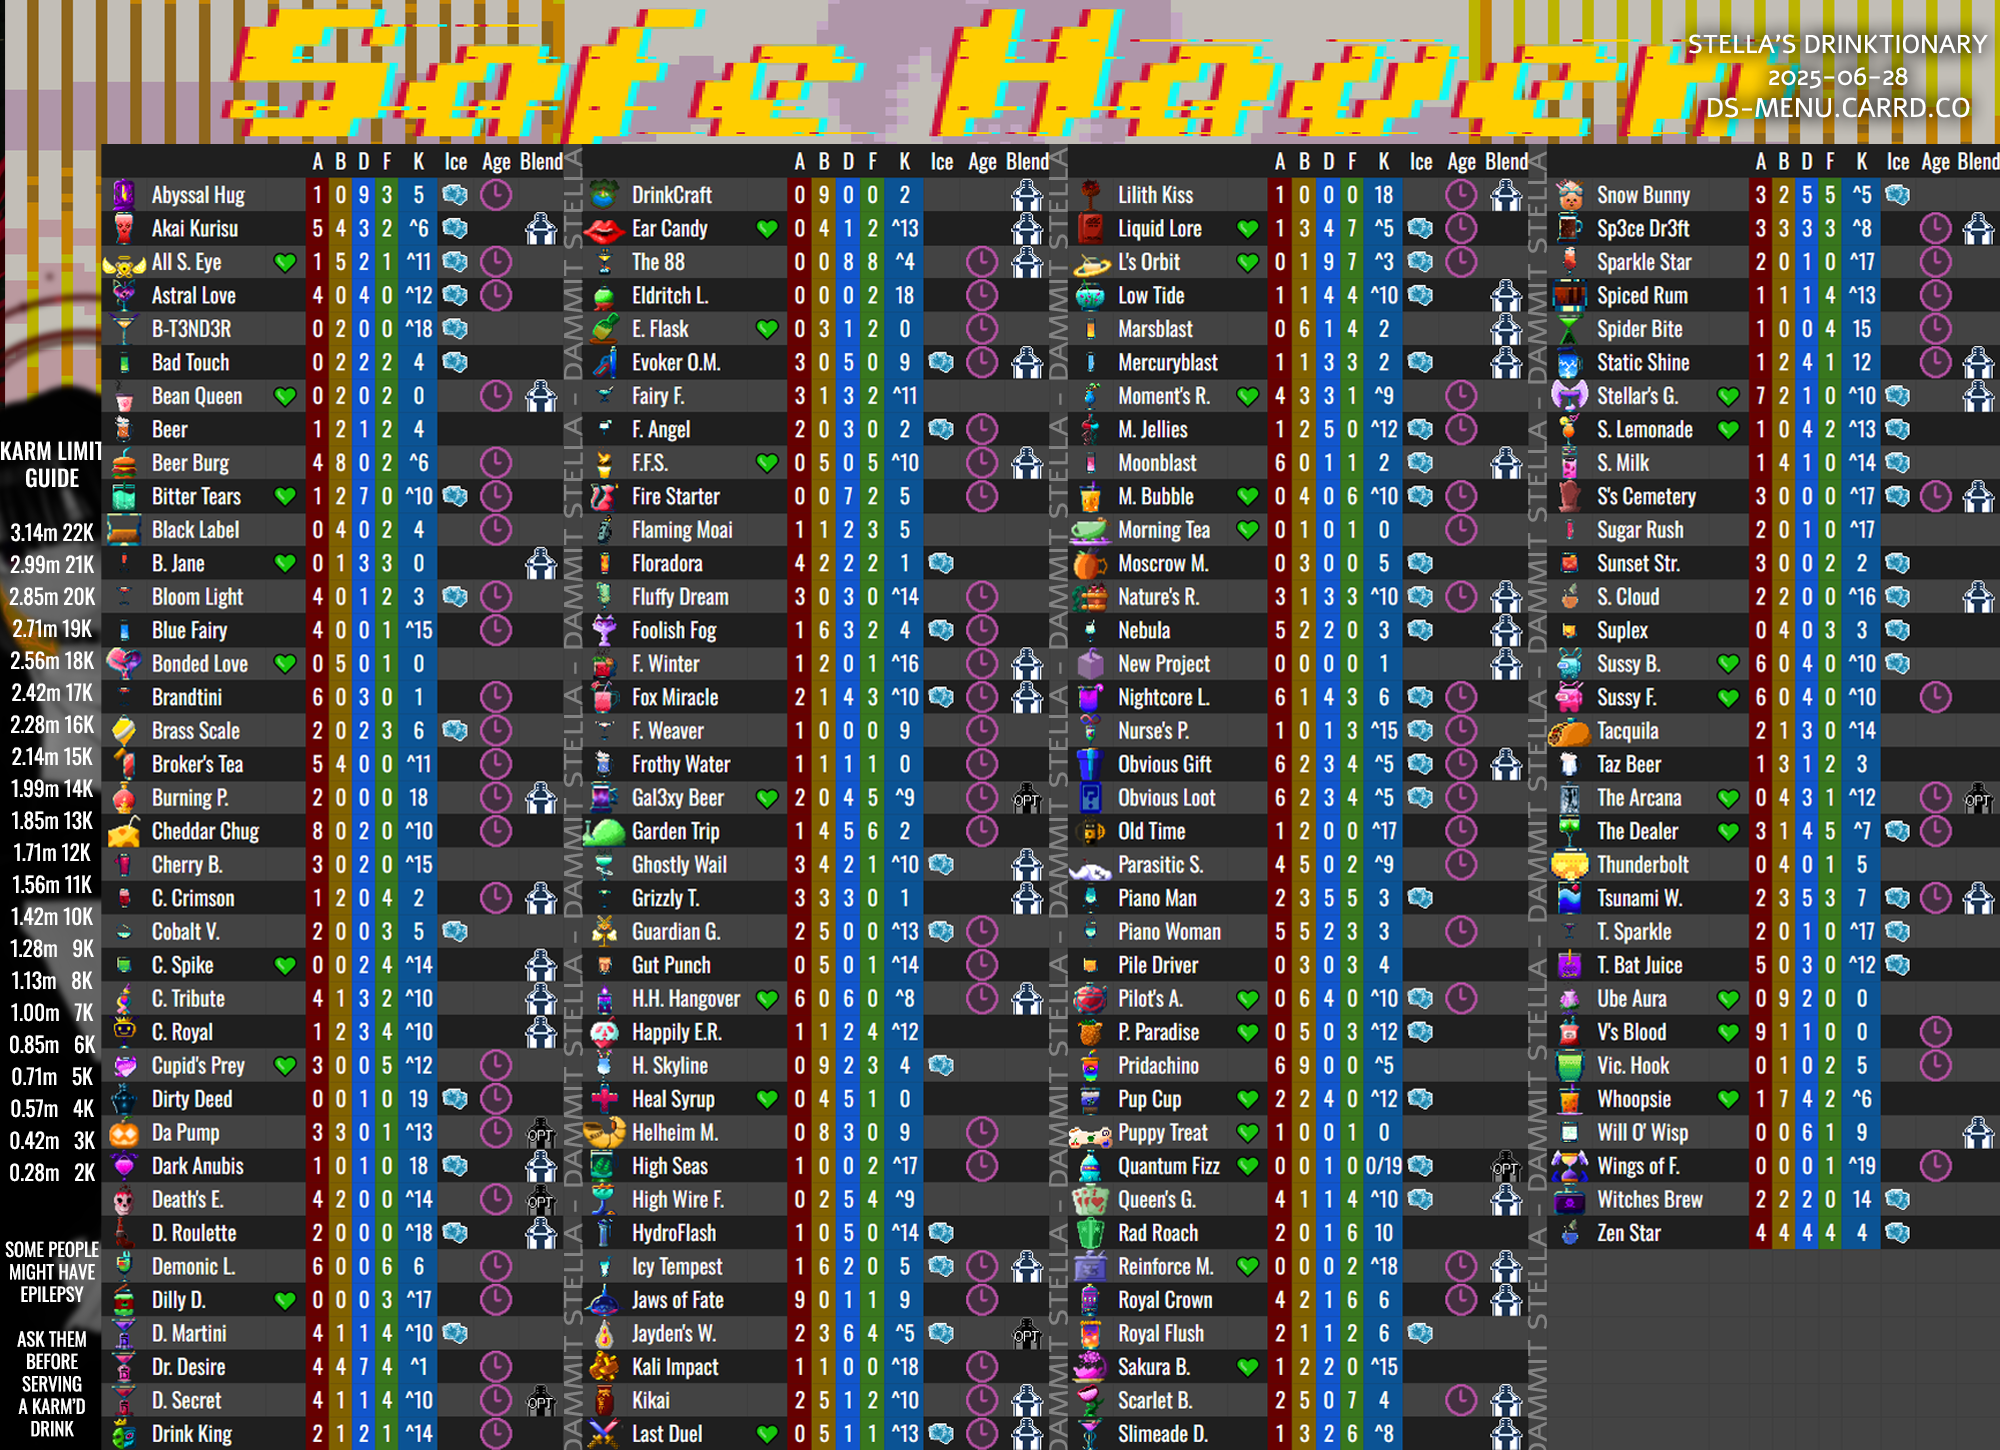 Safe Haven
STELLA'S DRINKTIONARY
2025-06-28
DS-MENU.CARRD.CO
KARM LIMIT
GUIDE
3.14m 22K
2.99m 21K
2.85m 20K
2.71m 19K
2.56m 18K
2.42m 17K
2.28m 16K
2.14m 15K
1.99m 14K
1.85m 13K
1.71m 12K
1.56m 11K
1.42m 10K
1.28m 9K
1.13m 8K
1.00m 7K
0.85m 6K
0.71m 5K
0.57m 4K
0.42m 3K
0.28m 2K
SOME PEOPLE
MIGHT HAVE
EPILEPSY
ASK THEM
BEFORE
SERVING
A KARM'D
DRINK
A B D F K Ice Age Blend
Abyssal Hug 1 0 9 3 5
Akai Kurisu 5 4 3 2 ^6
All S. Eye 1 5 2 1 ^11
Astral Love 4 0 4 0 ^12
B-T3ND3R 0 2 0 0 ^18
Bad Touch 0 2 2 2 4
Bean Queen 0 2 0 2 0
Beer 1 2 1 2 4
Beer Burg 4 8 0 2 ^6
Bitter Tears 1 2 7 0 ^10
Black Label 0 4 0 2 4
B. Jane 0 1 3 3 0
Bloom Light 4 0 1 2 3
Blue Fairy 4 0 0 1 ^15
Bonded Love 0 5 0 1 0
Brandtini 6 0 3 0 1
Brass Scale 2 0 2 3 6
Broker's Tea 5 4 0 0 ^11
Burning P. 2 0 0 0 18
Cheddar Chug 8 0 2 0 ^10
Cherry B. 3 0 2 0 ^15
C. Crimson 1 2 0 4 2
Cobalt V. 2 0 0 3 5
C. Spike 0 0 2 4 ^14
C. Tribute 4 1 3 2 ^10
C. Royal 1 2 3 4 ^10
Cupid's Prey 3 0 0 5 ^12
Dirty Deed 0 0 1 0 19
Da Pump 3 3 0 1 ^13 OPT
Dark Anubis 1 0 1 0 18
Death's E. 4 2 0 0 ^14 OPT
D. Roulette 2 0 0 0 ^18
Demonic L. 6 0 0 6 6
Dilly D. 0 0 0 3 ^17
D. Martini 4 1 1 4 ^10
Dr. Desire 4 4 7 4 ^1
D. Secret 4 1 1 4 ^10 OPT
Drink King 2 1 2 1 ^14
DAMMIT STELLA - DAMMIT STELLA - DAMMIT STELLA - DAMMIT STELLA
A B D F K Ice Age Blend
DrinkCraft 0 9 0 0 2
Ear Candy 0 4 1 2 ^13
The 88 0 0 8 8 ^4
Eldritch L. 0 0 0 2 18
E. Flask 0 3 1 2 0
Evoker O.M. 3 0 5 0 9
Fairy F. 3 1 3 2 ^11
F. Angel 2 0 3 0 2
F.F.S. 0 5 0 5 ^10
Fire Starter 0 0 7 2 5
Flaming Moai 1 1 2 3 5
Floradora 4 2 2 2 1
Fluffy Dream 3 0 3 0 ^14
Foolish Fog 1 6 3 2 4
F. Winter 1 2 0 1 ^16
Fox Miracle 2 1 4 3 ^10
F. Weaver 1 0 0 0 9
Frothy Water 1 1 1 1 0
Gal3xy Beer 2 0 4 5 ^9 OPT
Garden Trip 1 4 5 6 2
Ghostly Wail 3 4 2 1 ^10
Grizzly T. 3 3 3 0 1
Guardian G. 2 5 0 0 ^13
Gut Punch 0 5 0 1 ^14
H.H. Hangover 6 0 6 0 ^8
Happily E.R. 1 1 2 4 ^12
H. Skyline 0 9 2 3 4
Heal Syrup 0 4 5 1 0
Helheim M. 0 8 3 0 9
High Seas 1 0 0 2 ^17
High Wire F. 0 2 5 4 ^9
HydroFlash 1 0 5 0 ^14
Icy Tempest 1 6 2 0 5
Jaws of Fate 9 0 1 1 9
Jayden's W. 2 3 6 4 ^5 OPT
Kali Impact 1 1 0 0 ^18
Kikai 2 5 1 2 ^10
Last Duel 0 5 1 1 ^13
DAMMIT STELLA - DAMMIT STELLA - DAMMIT STELLA - DAMMIT STELLA
A B D F K Ice Age Blend
Lilith Kiss 1 0 0 0 18
Liquid Lore 1 3 4 7 ^5
L's Orbit 0 1 9 7 ^3
Low Tide 1 1 4 4 ^10
Marsblast 0 6 1 4 2
Mercuryblast 1 1 3 3 2
Moment's R. 4 3 3 1 ^9
M. Jellies 1 2 5 0 ^12
Moonblast 6 0 1 1 2
M. Bubble 0 4 0 6 ^10
Morning Tea 0 1 0 1 0
Moscrow M. 0 3 0 0 5
Nature's R. 3 1 3 3 ^10
Nebula 5 2 2 0 3
New Project 0 0 0 0 1
Nightcore L. 6 1 4 3 6
Nurse's P. 1 0 1 3 ^15
Obvious Gift 6 2 3 4 ^5
Obvious Loot 6 2 3 4 ^5
Old Time 1 2 0 0 ^17
Parasitic S. 4 5 0 2 ^9
Piano Man 2 3 5 5 3
Piano Woman 5 5 2 3 3
Pile Driver 0 3 0 3 4
Pilot's A. 0 6 4 0 ^10
P. Paradise 0 5 0 3 ^12
Pridachino 6 9 0 0 ^5
Pup Cup 2 2 4 0 ^12
Puppy Treat 1 0 0 1 0
Quantum Fizz 0 0 1 0 0/19 OPT
Queen's G. 4 1 1 4 ^10
Rad Roach 2 0 1 6 10
Reinforce M. 0 0 0 2 ^18
Royal Crown 4 2 1 6 6
Royal Flush 2 1 1 2 6
Sakura B. 1 2 2 0 ^15
Scarlet B. 2 5 0 7 4
Slimeade D. 1 3 2 6 ^8
DAMMIT STELLA - DAMMIT STELLA - DAMMIT STELLA - DAMMIT STELLA
A B D F K Ice Age Blend
Snow Bunny 3 2 5 5 ^5
Sp3ce Dr3ft 3 3 3 3 ^8
Sparkle Star 2 0 1 0 ^17
Spiced Rum 1 1 1 4 ^13
Spider Bite 1 0 0 4 15
Static Shine 1 2 4 1 12
Stellar's G. 7 2 1 0 ^10
S. Lemonade 1 0 4 2 ^13
S. Milk 1 4 1 0 ^14
S's Cemetery 3 0 0 0 ^17
Sugar Rush 2 0 1 0 ^17
Sunset Str. 3 0 0 2 2
S. Cloud 2 2 0 0 ^16
Suplex 0 4 0 3 3
Sussy B. 6 0 4 0 ^10
Sussy F. 6 0 4 0 ^10
Tacquila 2 1 3 0 ^14
Taz Beer 1 3 1 2 3
The Arcana 0 4 3 1 ^12 OPT
The Dealer 3 1 4 5 ^7
Thunderbolt 0 4 0 1 5
Tsunami W. 2 3 5 3 7
T. Sparkle 2 0 1 0 ^17
T. Bat Juice 5 0 3 0 ^12
Ube Aura 0 9 2 0 0
V's Blood 9 1 1 0 0
Vic. Hook 0 1 0 2 5
Whoopsie 1 7 4 2 ^6
Will O' Wisp 0 0 6 1 9
Wings of F. 0 0 0 1 ^19
Witches Brew 2 2 2 0 14
Zen Star 4 4 4 4 4